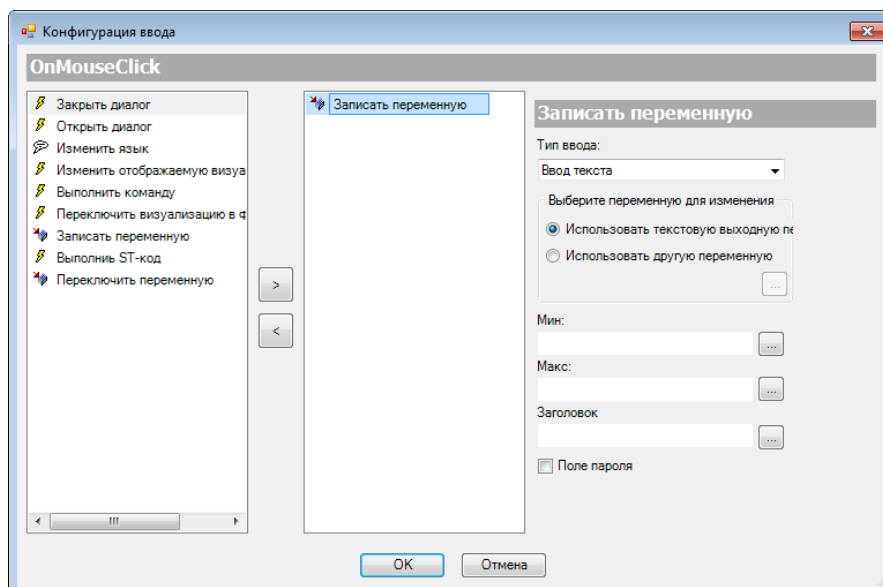 Конфигурация ввода
OnMouseClick
Закрыть диалог
Открыть диалог
Изменить язык
Изменить отображаемую визуа
Выполнить команду
Переключить визуализацию в ф
Записать переменную
Выполниь ST-код
Переключить переменную
>
<
Записать переменную
Записать переменную
Тип ввода:
Ввод текста
Выберите переменную для изменения
Использовать текстовую выходную пе
Использовать другую переменную
...
Мин:
...
Макс:
...
Заголовок
...
Поле пароля
OK
Отмена